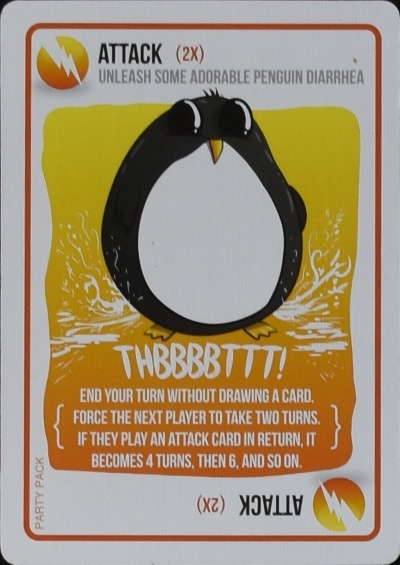 ATTACK (2X)
UNLEASH SOME ADORABLE PENGUIN DIARRHEA
THBBBBTTT!
END YOUR TURN WITHOUT DRAWING A CARD.
{ FORCE THE NEXT PLAYER TO TAKE TWO TURNS. }
IF THEY PLAY AN ATTACK CARD IN RETURN, IT
BECOMES 4 TURNS, THEN 6, AND SO ON.
PARTY PACK
ATTACK (2X)